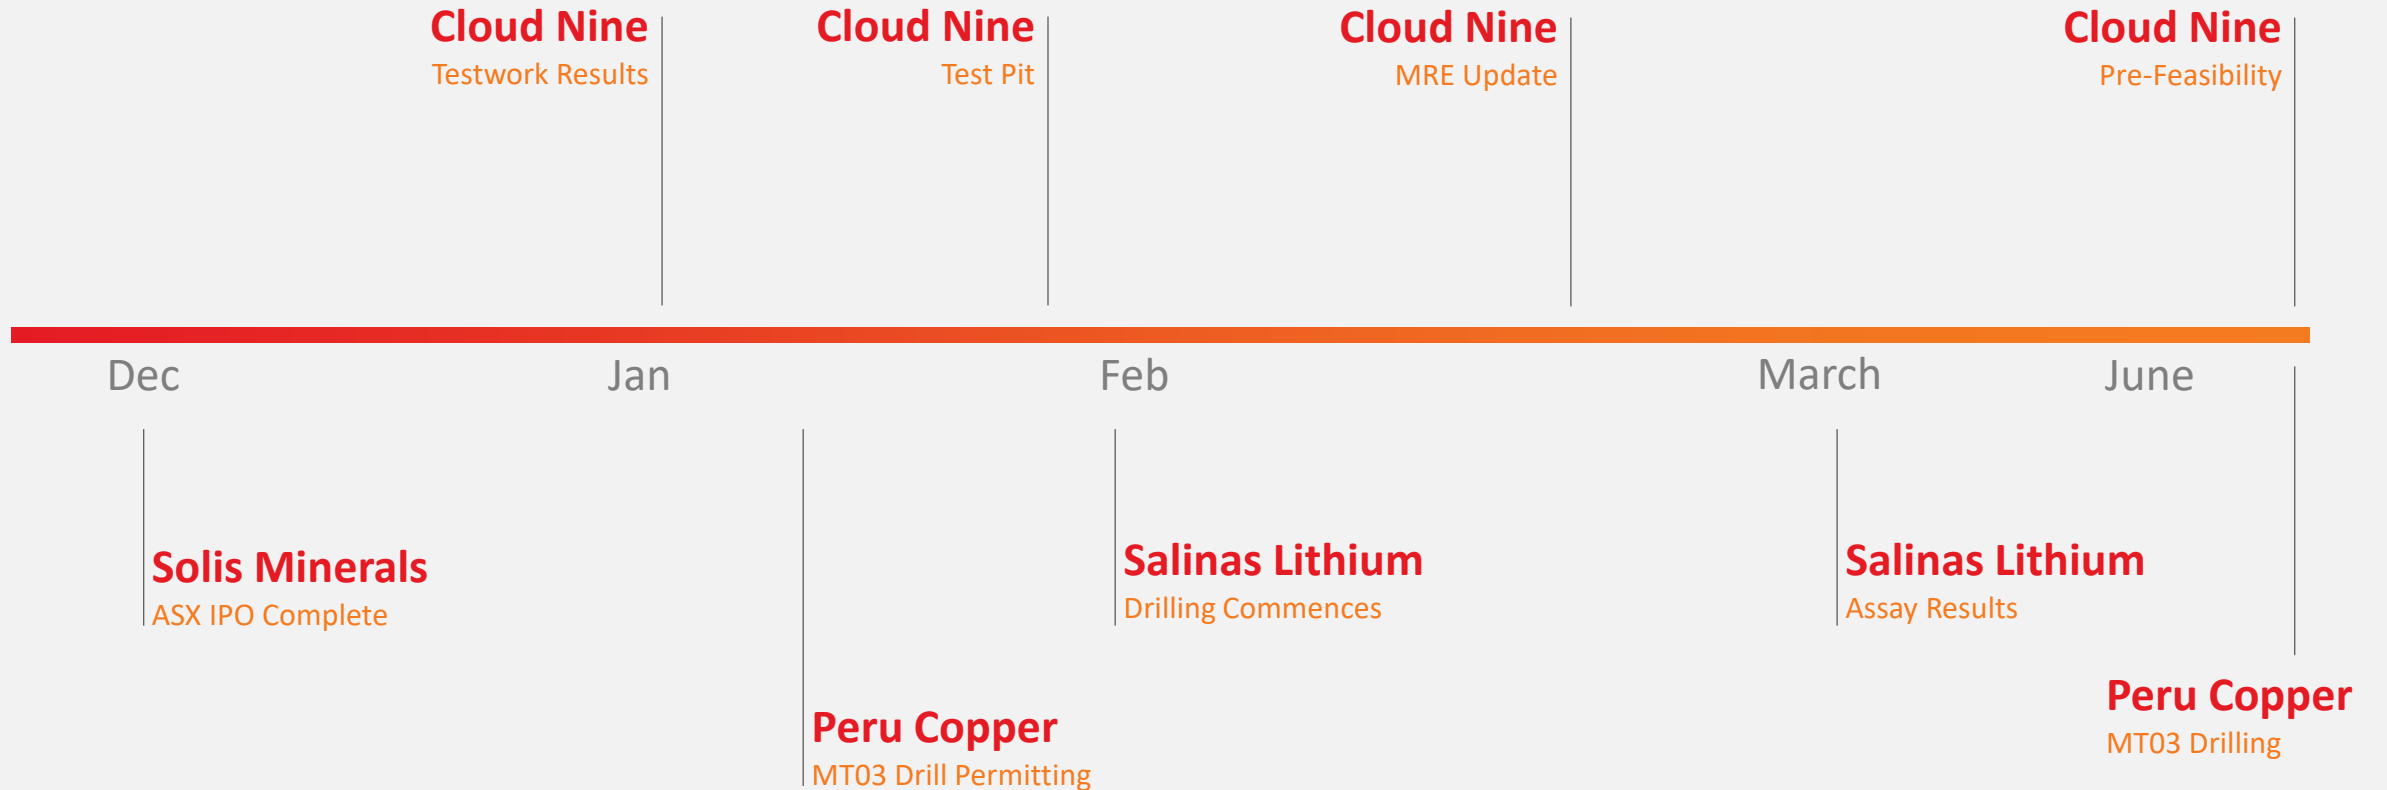 Cloud Nine
Testwork Results
Cloud Nine
Test Pit
Cloud Nine
MRE Update
Cloud Nine
Pre-Feasibility
Dec
Jan
Feb
March
June
Solis Minerals
ASX IPO Complete
Peru Copper
MT03 Drill Permitting
Salinas Lithium
Drilling Commences
Salinas Lithium
Assay Results
Peru Copper
MT03 Drilling